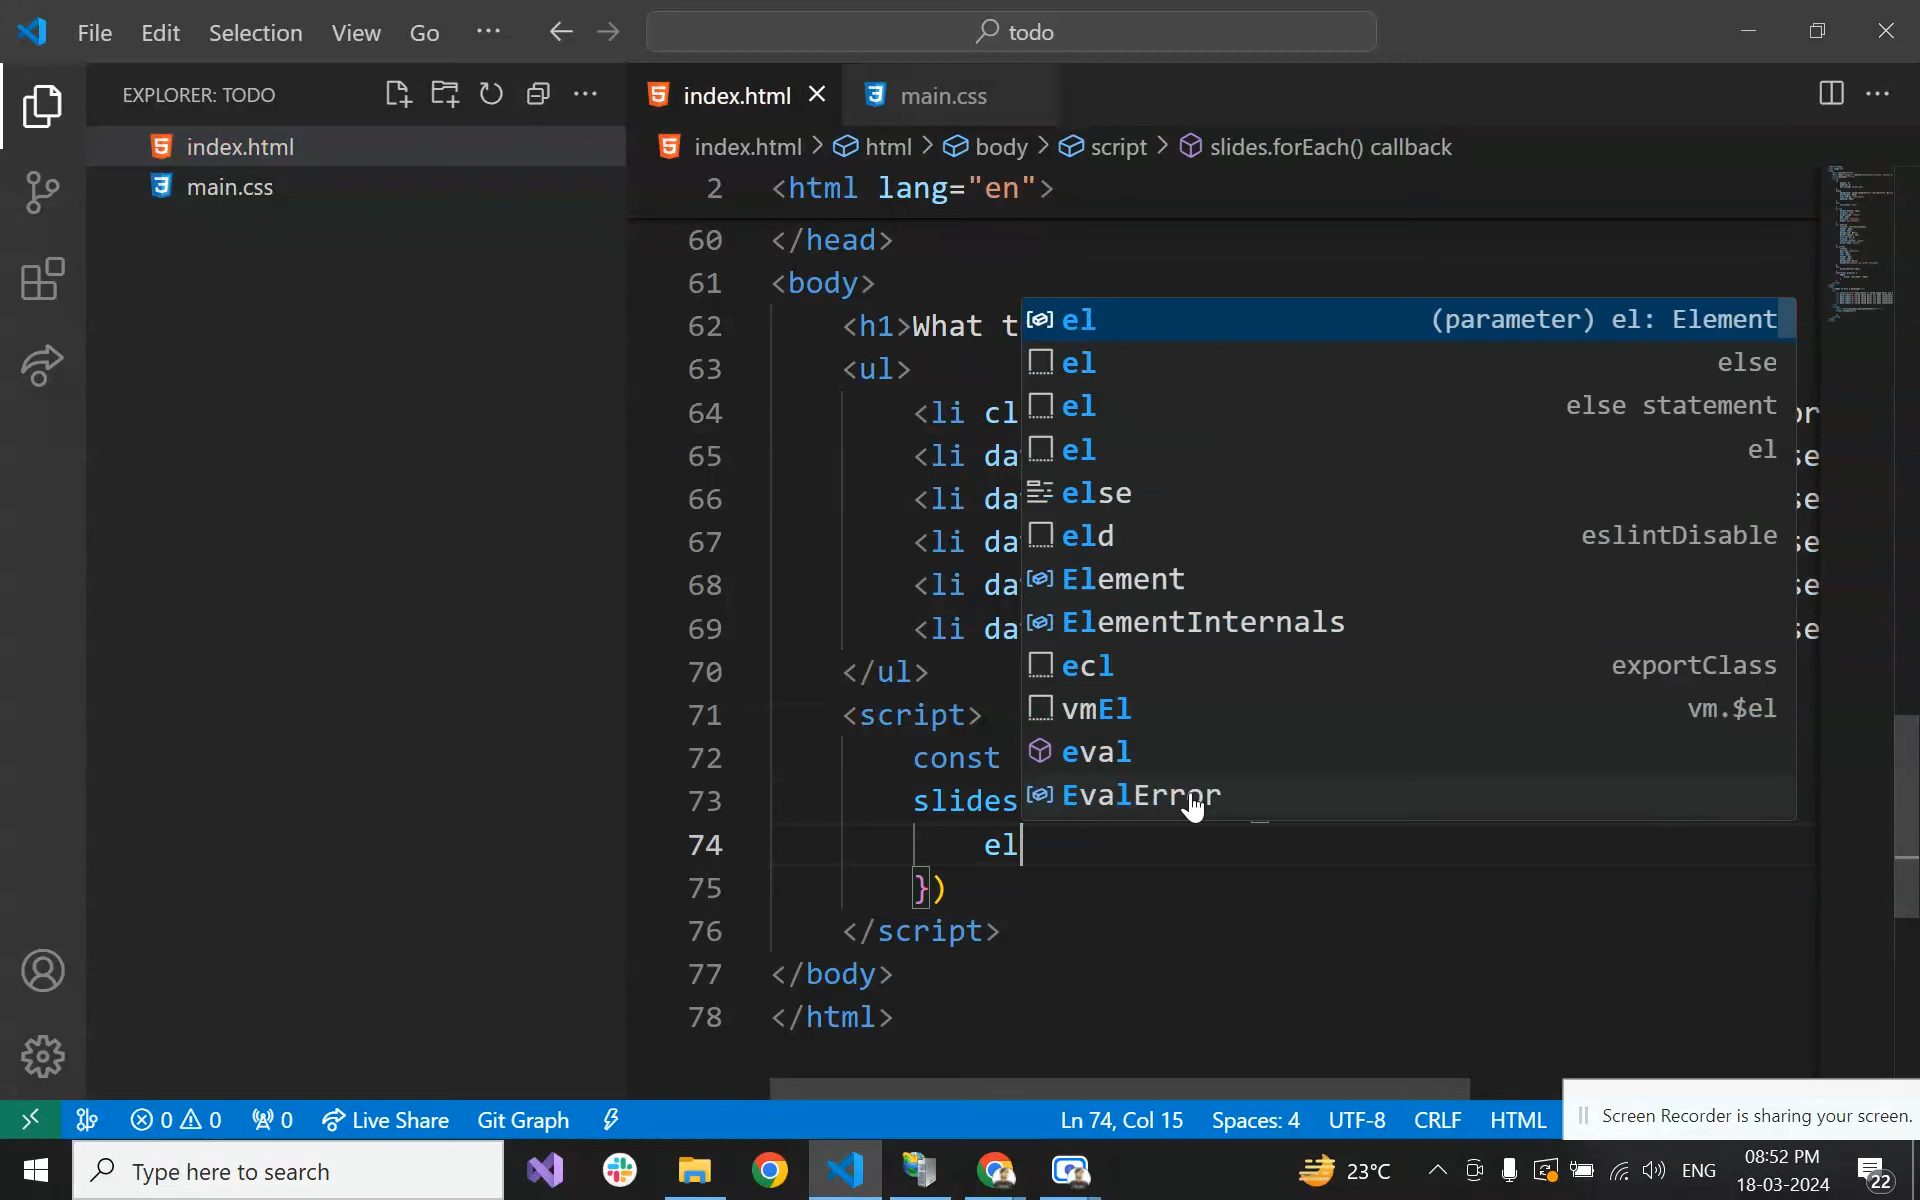 File Edit Selection View Go ··· todo
EXPLORER: TODO
index.html
main.css
index.html main.css
index.html > html > body > script > slides.forEach() callback
2 <html lang="en">
60 </head>
61 <body>
62 <h1>What t
63 <ul>
64 <li cl
65 <li da se
66 <li da se
67 <li da se
68 <li da se
69 <li da se
70 </ul>
71 <script>
72 const
73 slides
74 el
75 })
76 </script>
77 </body>
78 </html>
el (parameter) el: Element
el else
el else statement
el el
else
eld eslintDisable
Element
ElementInternals
ecl exportClass
vmEl vm.$el
eval
EvalError
0 0 0 Live Share Git Graph Ln 74, Col 15 Spaces: 4 UTF-8 CRLF HTML
Screen Recorder is sharing your screen.
Type here to search 23°C ENG 08:52 PM
18-03-2024
22